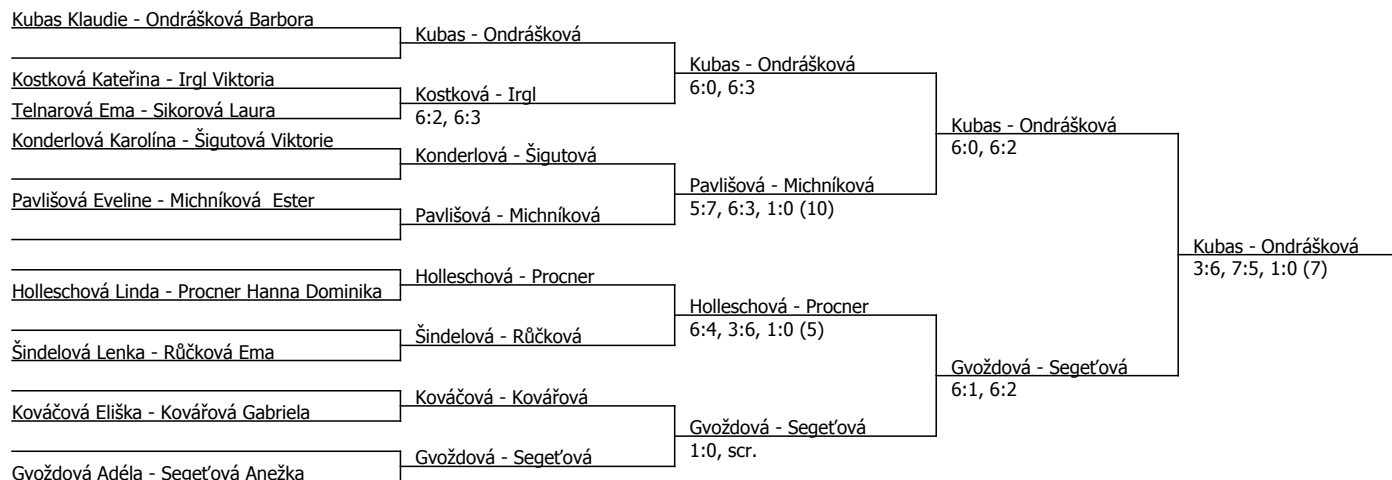 Kubas Klaudie - Ondrášková Barbora
Kostková Kateřina - Irgl Viktoria
Telnarová Ema - Sikorová Laura
Konderlová Karolína - Šigutová Viktorie
Pavlišová Eveline - Michníková  Ester
Holleschová Linda - Procner Hanna Dominika
Šindelová Lenka - Růčková Ema
Kováčová Eliška - Kovářová Gabriela
Gvoždová Adéla - Segeťová Anežka
Kubas - Ondrášková
Kostková - Irgl
6:2, 6:3
Konderlová - Šigutová
Pavlišová - Michníková
Holleschová - Procner
Šindelová - Růčková
Kováčová - Kovářová
Gvoždová - Segeťová
Kubas - Ondrášková
6:0, 6:3
Pavlišová - Michníková
5:7, 6:3, 1:0 (10)
Holleschová - Procner
6:4, 3:6, 1:0 (5)
Gvoždová - Segeťová
1:0, scr.
Kubas - Ondrášková
6:0, 6:2
Gvoždová - Segeťová
6:1, 6:2
Kubas - Ondrášková
3:6, 7:5, 1:0 (7)